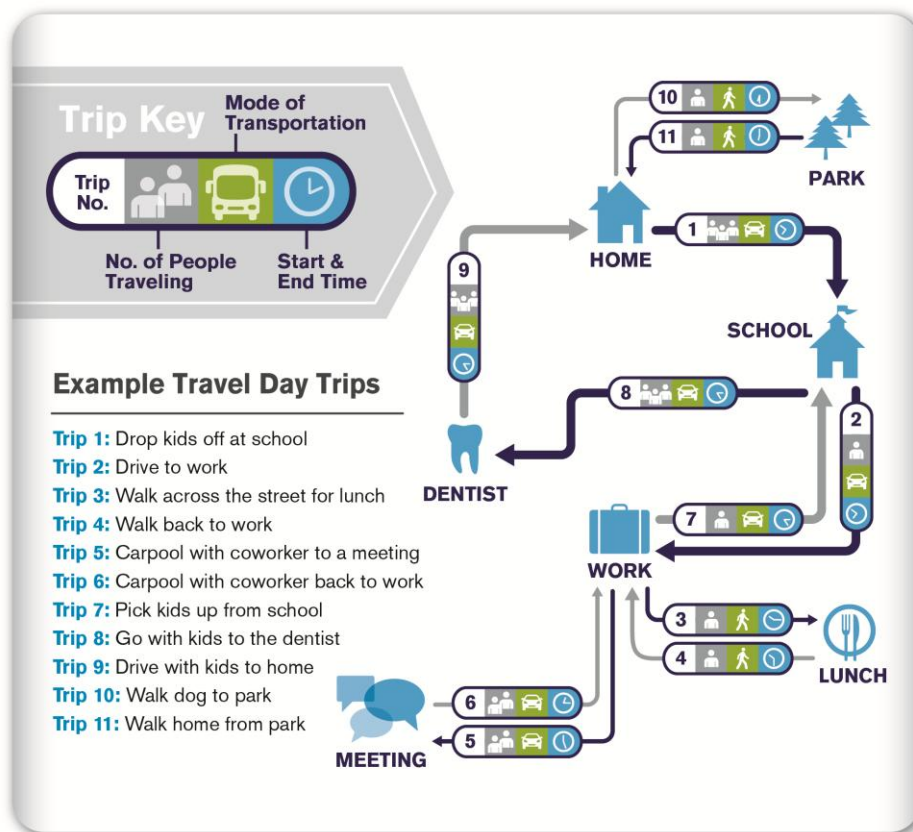 Trip Key
Mode of
Transportation
Trip
No.
No. of People
Traveling
Start &
End Time
10
11
PARK
HOME
1
9
SCHOOL
8
2
DENTIST
7
WORK
3
4
LUNCH
6
5
MEETING
Example Travel Day Trips
Trip 1: Drop kids off at school
Trip 2: Drive to work
Trip 3: Walk across the street for lunch
Trip 4: Walk back to work
Trip 5: Carpool with coworker to a meeting
Trip 6: Carpool with coworker back to work
Trip 7: Pick kids up from school
Trip 8: Go with kids to the dentist
Trip 9: Drive with kids to home
Trip 10: Walk dog to park
Trip 11: Walk home from park